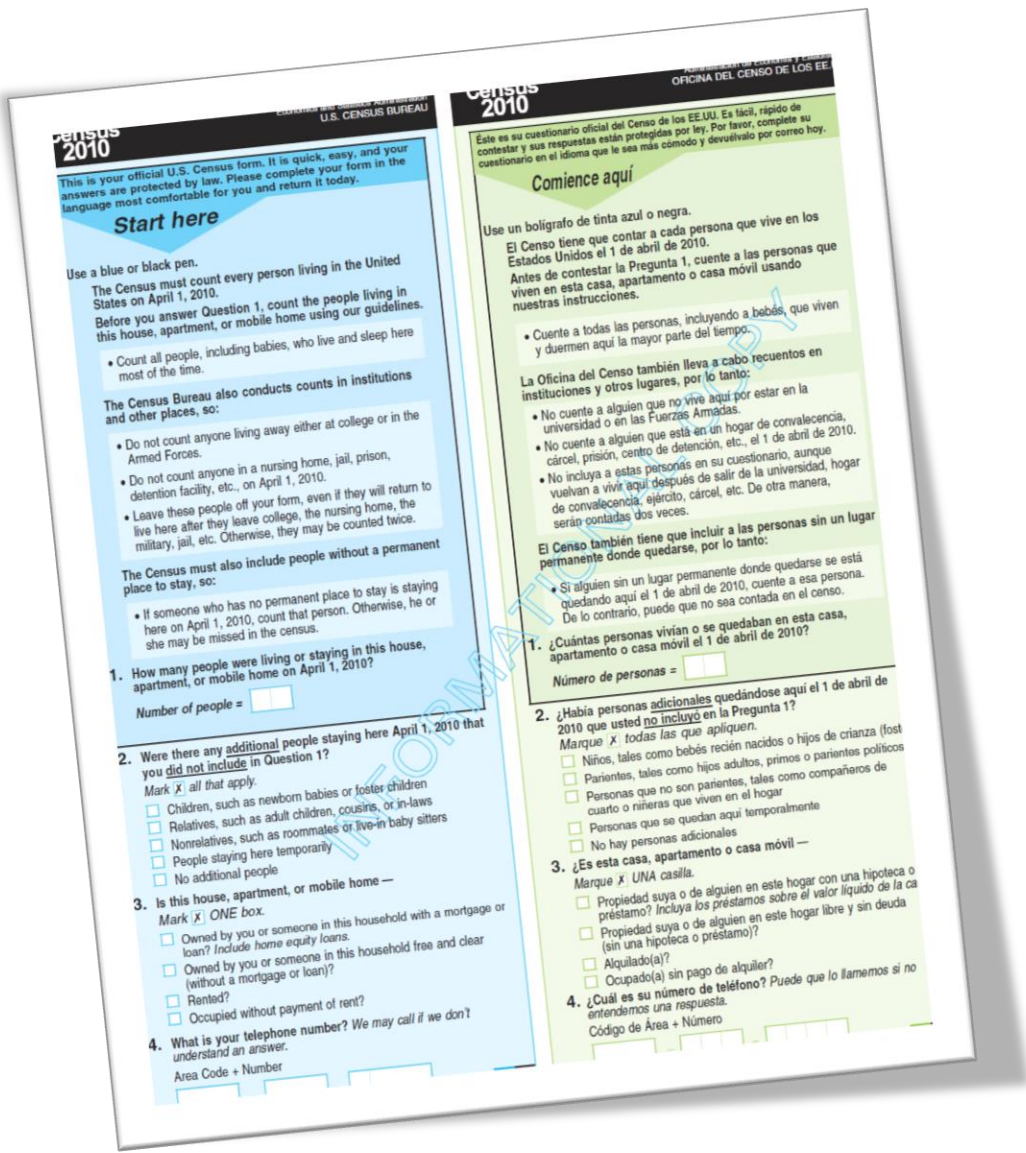 Census
2010
U.S. CENSUS BUREAU
This is your official U.S. Census form. It is quick, easy, and your
answers are protected by law. Please complete your form in the
language most comfortable for you and return it today.
Start here
Use a blue or black pen.
The Census must count every person living in the United
States on April 1, 2010.
Before you answer Question 1, count the people living in
this house, apartment, or mobile home using our guidelines.
• Count all people, including babies, who live and sleep here
most of the time.
The Census Bureau also conducts counts in institutions
and other places, so:
• Do not count anyone living away either at college or in the
Armed Forces.
• Do not count anyone in a nursing home, jail, prison,
detention facility, etc., on April 1, 2010.
• Leave these people off your form, even if they will return to
live here after they leave college, the nursing home, the
military, jail, etc. Otherwise, they may be counted twice.
The Census must also include people without a permanent
place to stay, so:
• If someone who has no permanent place to stay is staying
here on April 1, 2010, count that person. Otherwise, he or
she may be missed in the census.
1. How many people were living or staying in this house,
apartment, or mobile home on April 1, 2010?
Number of people =
2. Were there any additional people staying here April 1, 2010 that
you did not include in Question 1?
Mark X all that apply.
Children, such as newborn babies or foster children
Relatives, such as adult children, cousins, or in-laws
Nonrelatives, such as roommates or live-in baby sitters
People staying here temporarily
No additional people
3. Is this house, apartment, or mobile home —
Mark X ONE box.
Owned by you or someone in this household with a mortgage or
loan? Include home equity loans.
Owned by you or someone in this household free and clear
(without a mortgage or loan)?
Rented?
Occupied without payment of rent?
4. What is your telephone number? We may call if we don't
understand an answer.
Area Code + Number
Census
2010
OFICINA DEL CENSO DE LOS EE.
Éste es su cuestionario oficial del Censo de los EE.UU. Es fácil, rápido de
contestar y sus respuestas están protegidas por ley. Por favor, complete su
cuestionario en el idioma que le sea más cómodo y devuélvalo por correo hoy.
Comience aquí
Use un bolígrafo de tinta azul o negra.
El Censo tiene que contar a cada persona que vive en los
Estados Unidos el 1 de abril de 2010.
Antes de contestar la Pregunta 1, cuente a las personas que
viven en esta casa, apartamento o casa móvil usando
nuestras instrucciones.
• Cuente a todas las personas, incluyendo a bebés, que viven
y duermen aquí la mayor parte del tiempo.
La Oficina del Censo también lleva a cabo recuentos en
instituciones y otros lugares, por lo tanto:
• No cuente a alguien que no vive aquí por estar en la
universidad o en las Fuerzas Armadas.
• No cuente a alguien que está en un hogar de convalecencia,
cárcel, prisión, centro de detención, etc., el 1 de abril de 2010.
• No incluya a estas personas en su cuestionario, aunque
vuelvan a vivir aquí después de salir de la universidad, hogar
de convalecencia, ejército, cárcel, etc. De otra manera,
serán contadas dos veces.
El Censo también tiene que incluir a las personas sin un lugar
permanente donde quedarse, por lo tanto:
• Si alguien sin un lugar permanente donde quedarse se está
quedando aquí el 1 de abril de 2010, cuente a esa persona.
De lo contrario, puede que no sea contada en el censo.
1. ¿Cuántas personas vivían o se quedaban en esta casa,
apartamento o casa móvil el 1 de abril de 2010?
Número de personas =
2. ¿Había personas adicionales quedándose aquí el 1 de abril de
2010 que usted no incluyó en la Pregunta 1?
Marque X todas las que apliquen.
Niños, tales como bebés recién nacidos o hijos de crianza (fost
Parientes, tales como hijos adultos, primos o parientes políticos
Personas que no son parientes, tales como compañeros de
cuarto o niñeras que viven en el hogar
Personas que se quedan aquí temporalmente
No hay personas adicionales
3. ¿Es esta casa, apartamento o casa móvil —
Marque X UNA casilla.
Propiedad suya o de alguien en este hogar con una hipoteca o
préstamo? Incluya los préstamos sobre el valor líquido de la ca
Propiedad suya o de alguien en este hogar libre y sin deuda
(sin una hipoteca o préstamo)?
Alquilado(a)?
Ocupado(a) sin pago de alquiler?
4. ¿Cuál es su número de teléfono? Puede que lo llamemos si no
entendemos una respuesta.
Código de Área + Número
INFORMATIONAL COPY